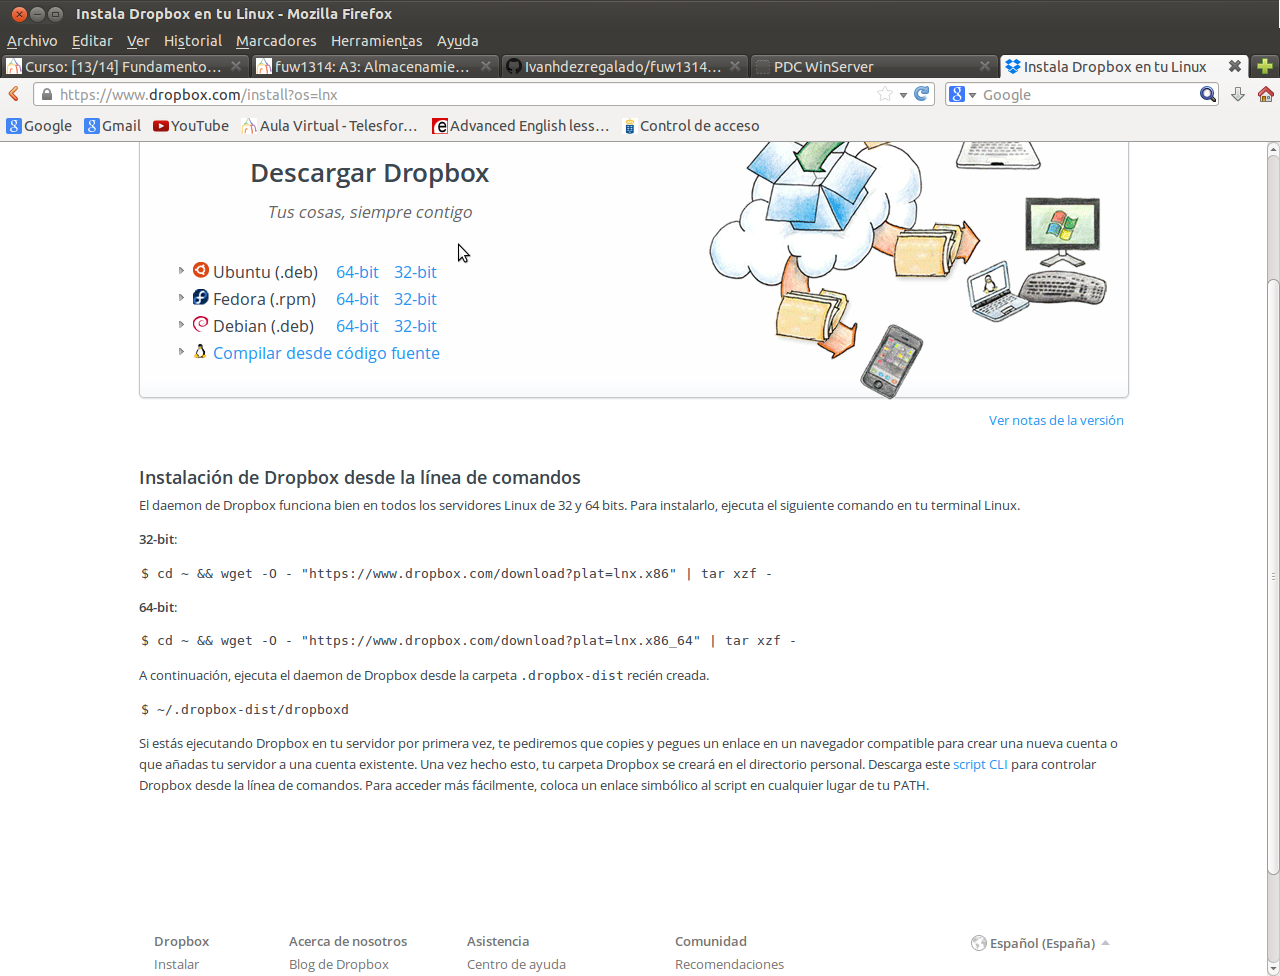 Instala Dropbox en tu Linux - Mozilla Firefox
Archivo Editar Ver Historial Marcadores Herramientas Ayuda
Curso: [13/14] Fundamento... fuw1314: A3: Almacenamie... Ivanhdezregalado/fuw1314... PDC WinServer Instala Dropbox en tu Linux
https://www.dropbox.com/install?os=lnx Google
Google Gmail YouTube Aula Virtual - Telesfor... Advanced English less... Control de acceso
Descargar Dropbox
Tus cosas, siempre contigo
Ubuntu (.deb) 64-bit 32-bit
Fedora (.rpm) 64-bit 32-bit
Debian (.deb) 64-bit 32-bit
Compilar desde código fuente
Ver notas de la versión
Instalación de Dropbox desde la línea de comandos
El daemon de Dropbox funciona bien en todos los servidores Linux de 32 y 64 bits. Para instalarlo, ejecuta el siguiente comando en tu terminal Linux.
32-bit:
$ cd ~ && wget -O - "https://www.dropbox.com/download?plat=lnx.x86" | tar xzf -
64-bit:
$ cd ~ && wget -O - "https://www.dropbox.com/download?plat=lnx.x86_64" | tar xzf -
A continuación, ejecuta el daemon de Dropbox desde la carpeta .dropbox-dist recién creada.
$ ~/.dropbox-dist/dropboxd
Si estás ejecutando Dropbox en tu servidor por primera vez, te pediremos que copies y pegues un enlace en un navegador compatible para crear una nueva cuenta o
que añadas tu servidor a una cuenta existente. Una vez hecho esto, tu carpeta Dropbox se creará en el directorio personal. Descarga este script CLI para controlar
Dropbox desde la línea de comandos. Para acceder más fácilmente, coloca un enlace simbólico al script en cualquier lugar de tu PATH.
Dropbox Acerca de nosotros Asistencia Comunidad Español (España)
Instalar Blog de Dropbox Centro de ayuda Recomendaciones